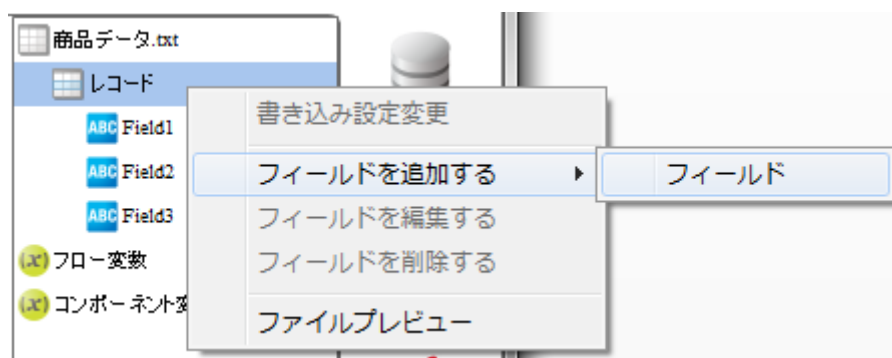 商品データ.txt
レコード
ABC Field1
ABC Field2
ABC Field3
(x) フロー変数
(x) コンポーネント変
書き込み設定変更
フィールドを追加する
フィールド
フィールドを編集する
フィールドを削除する
ファイルプレビュー